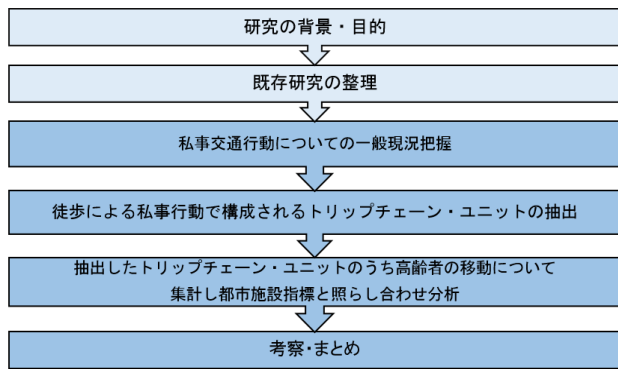 研究の背景・目的
既存研究の整理
私事交通行動についての一般現況把握
徒歩による私事行動で構成されるトリップチェーン・ユニットの抽出
抽出したトリップチェーン・ユニットのうち高齢者の移動について
集計し都市施設指標と照らし合わせ分析
考察・まとめ